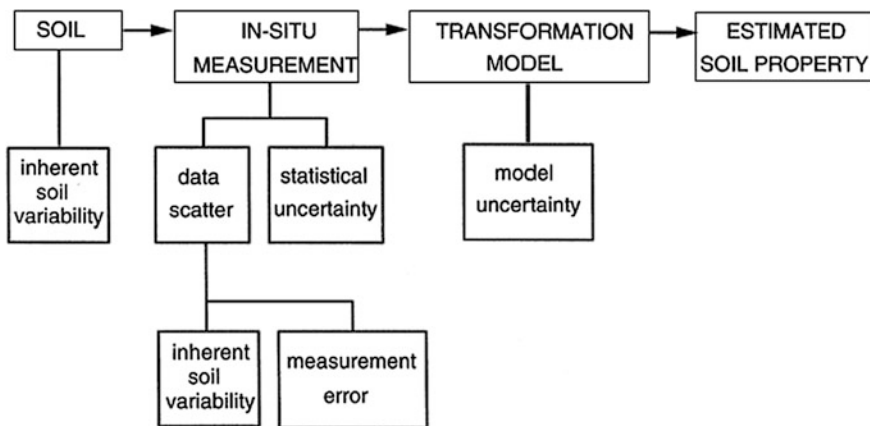 SOIL
IN-SITU
MEASUREMENT
TRANSFORMATION
MODEL
ESTIMATED
SOIL PROPERTY
inherent
soil
variability
data
scatter
statistical
uncertainty
model
uncertainty
inherent
soil
variability
measurement
error